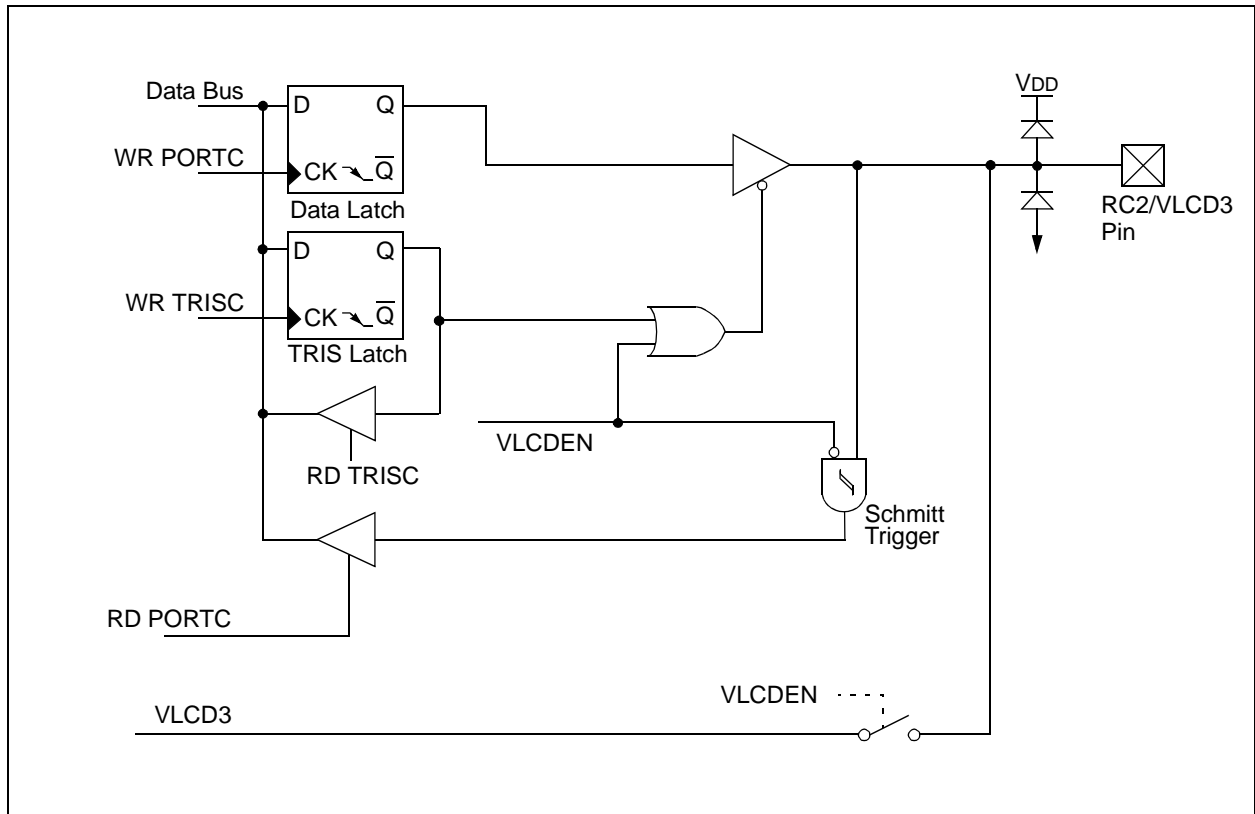 Data Bus
D Q
WR PORTC
CK Q̅
Data Latch
D Q
WR TRISC
CK Q̅
TRIS Latch
RD TRISC
VLCDEN
Schmitt
Trigger
VDD
RC2/VLCD3
Pin
RD PORTC
VLCDEN
VLCD3